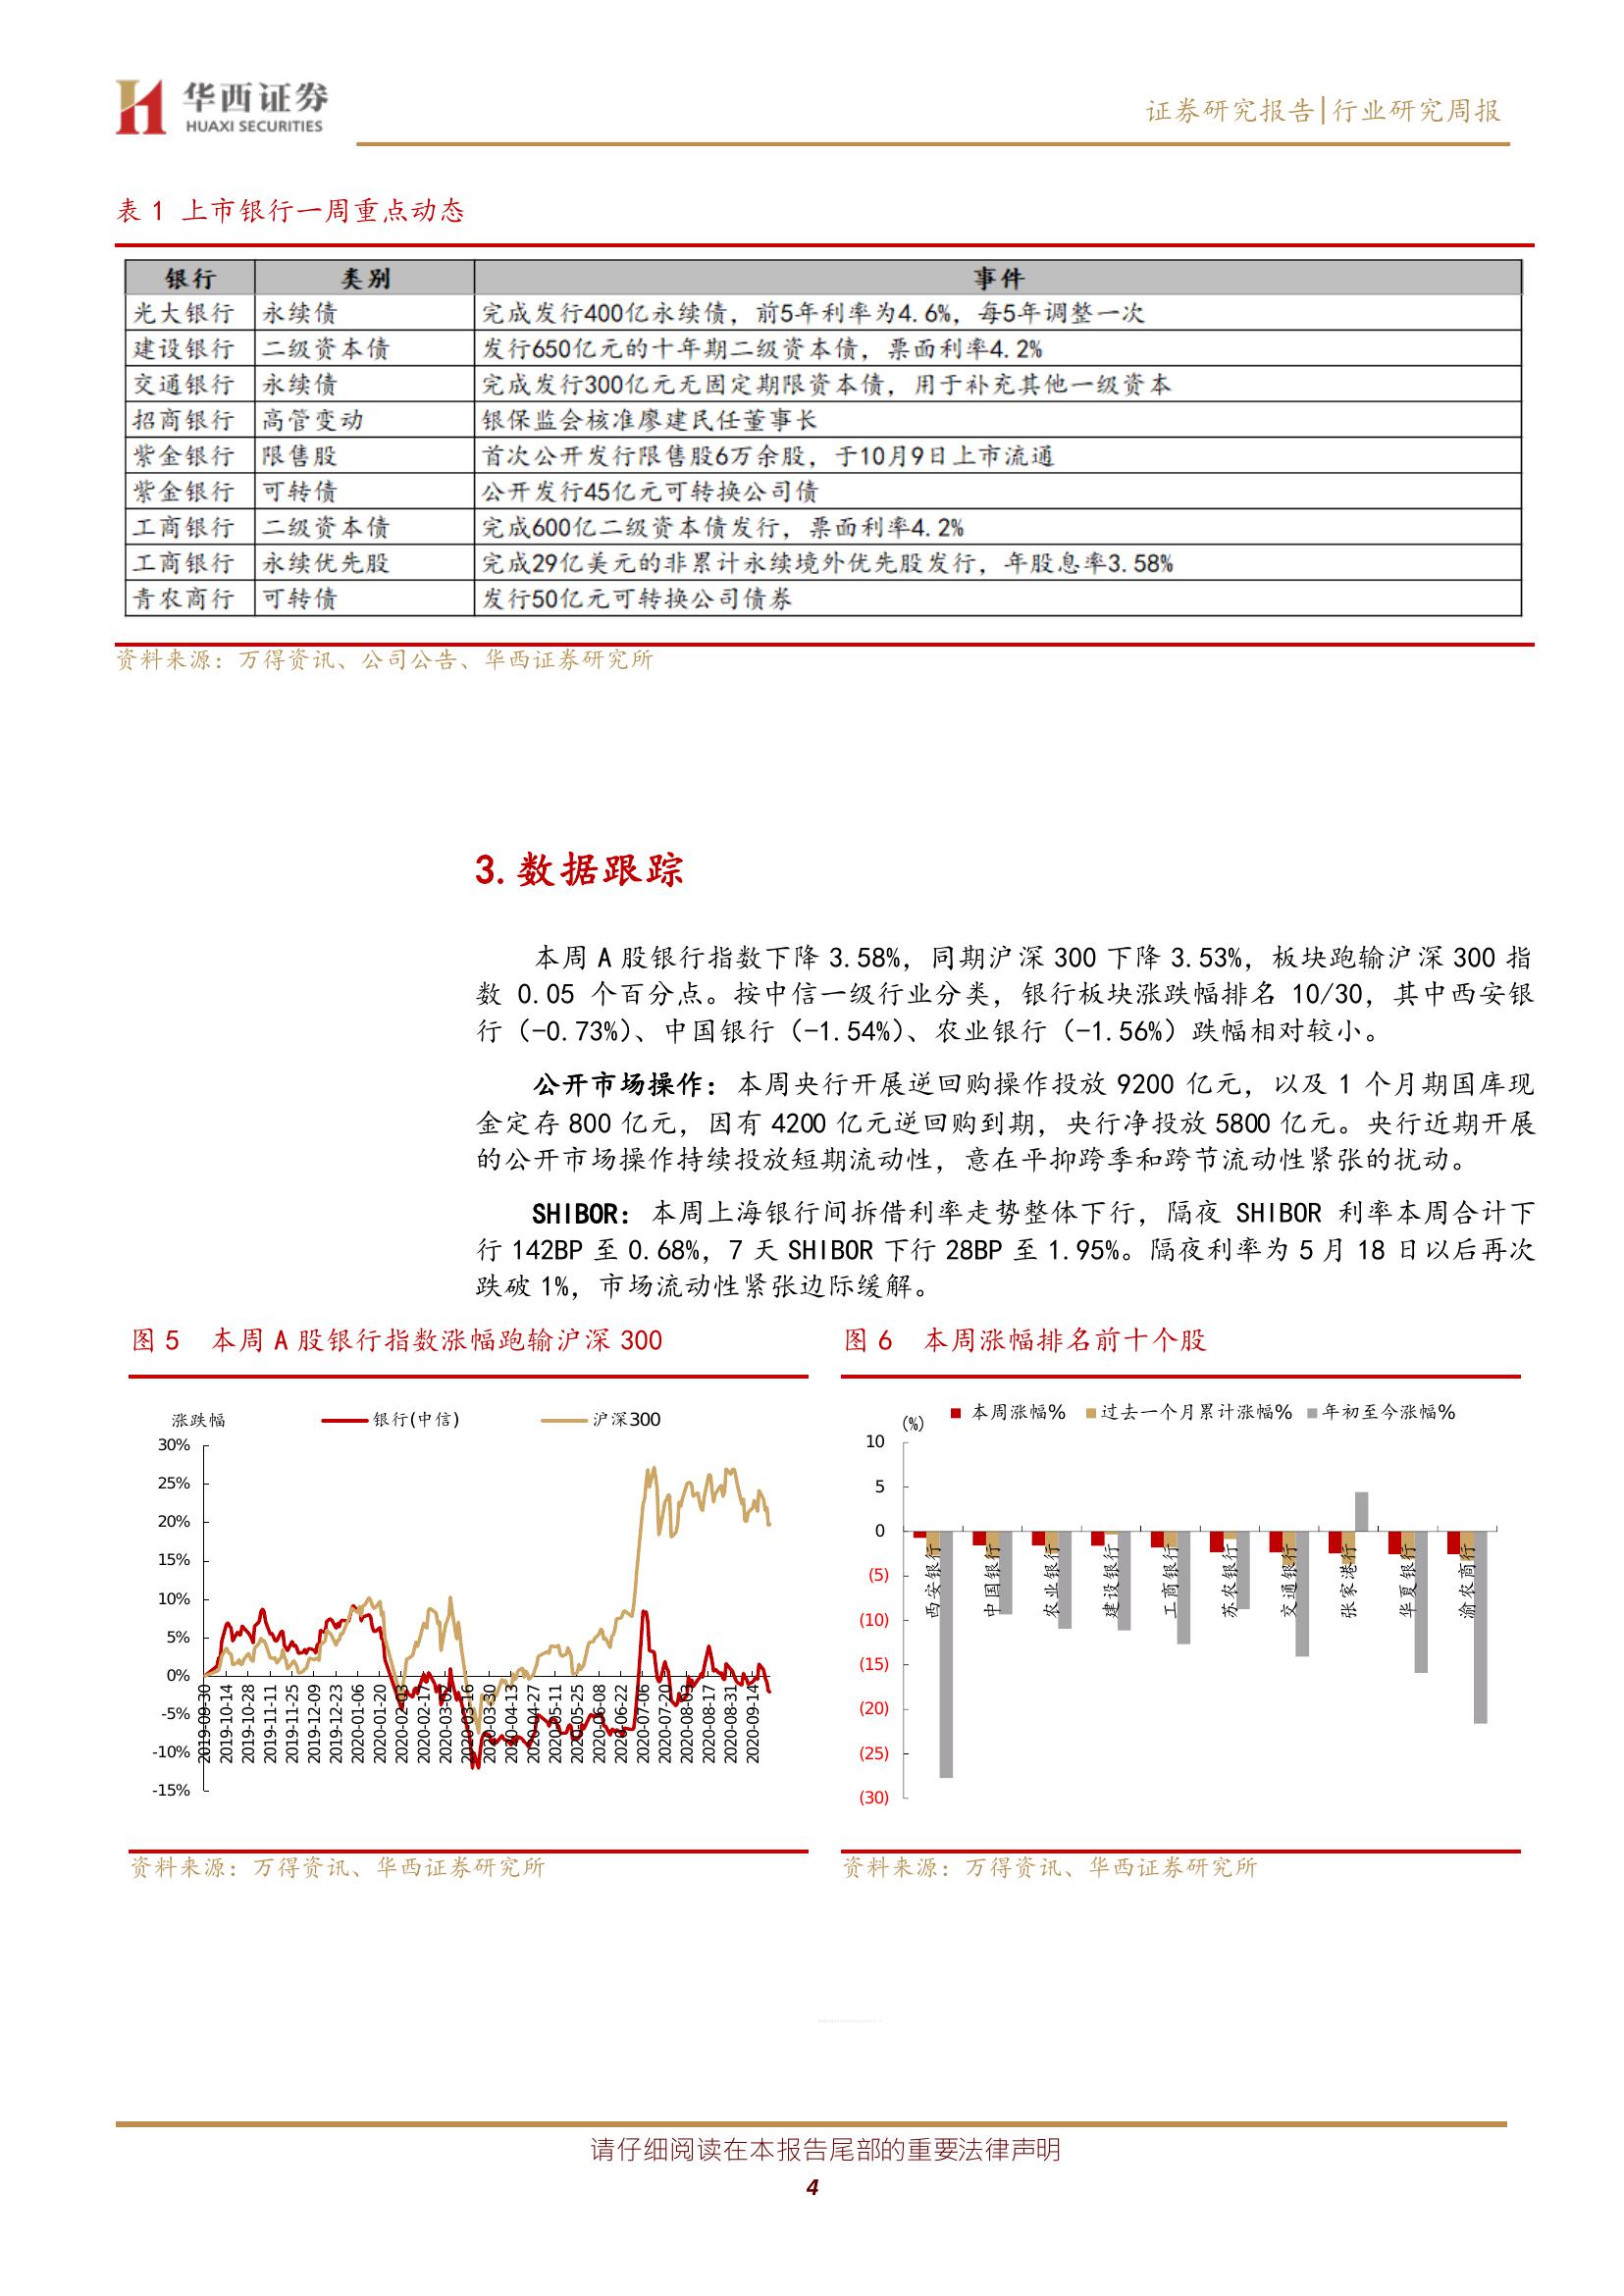 华西证券
HUAXI SECURITIES
证券研究报告|行业研究周报
表 1 上市银行一周重点动态
银行 类别 事件
光大银行 永续债 完成发行400亿永续债，前5年利率为4.6%，每5年调整一次
建设银行 二级资本债 发行650亿元的十年期二级资本债，票面利率4.2%
交通银行 永续债 完成发行300亿元无固定期限资本债，用于补充其他一级资本
招商银行 高管变动 银保监会核准廖建民任董事长
紫金银行 限售股 首次公开发行限售股6万余股，于10月9日上市流通
紫金银行 可转债 公开发行45亿元可转换公司债
工商银行 二级资本债 完成600亿二级资本债发行，票面利率4.2%
工商银行 永续优先股 完成29亿美元的非累计永续境外优先股发行，年股息率3.58%
青农商行 可转债 发行50亿元可转换公司债券
资料来源：万得资讯、公司公告、华西证券研究所
3.数据跟踪
本周 A 股银行指数下降 3.58%，同期沪深 300 下降 3.53%，板块跑输沪深 300 指
数 0.05 个百分点。按中信一级行业分类，银行板块涨跌幅排名 10/30，其中西安银
行（-0.73%）、中国银行（-1.54%）、农业银行（-1.56%）跌幅相对较小。
公开市场操作：本周央行开展逆回购操作投放 9200 亿元，以及 1 个月期国库现
金定存 800 亿元，因有 4200 亿元逆回购到期，央行净投放 5800 亿元。央行近期开展
的公开市场操作持续投放短期流动性，意在平抑跨季和跨节流动性紧张的扰动。
SHIBOR：本周上海银行间拆借利率走势整体下行，隔夜 SHIBOR 利率本周合计下
行 142BP 至 0.68%，7 天 SHIBOR 下行 28BP 至 1.95%。隔夜利率为 5 月 18 日以后再次
跌破 1%，市场流动性紧张边际缓解。
图 5 本周 A 股银行指数涨幅跑输沪深 300
涨跌幅 银行(中信) 沪深300
30%
25%
20%
15%
10%
5%
0%
-5%
-10%
-15%
2019-09-30
2019-10-14
2019-10-28
2019-11-11
2019-11-25
2019-12-09
2019-12-23
2020-01-06
2020-01-20
2020-02-03
2020-02-17
2020-03-02
2020-03-16
2020-03-30
2020-04-13
2020-04-27
2020-05-11
2020-05-25
2020-06-08
2020-06-22
2020-07-06
2020-07-20
2020-08-03
2020-08-17
2020-08-31
2020-09-14
资料来源：万得资讯、华西证券研究所
图 6 本周涨幅排名前十个股
(%) 本周涨幅% 过去一个月累计涨幅% 年初至今涨幅%
10
5
0
(5)
(10)
(15)
(20)
(25)
(30)
西安银行
中国银行
农业银行
建设银行
工商银行
苏农银行
交通银行
张家港行
华夏银行
渝农商行
资料来源：万得资讯、华西证券研究所
请仔细阅读在本报告尾部的重要法律声明
4